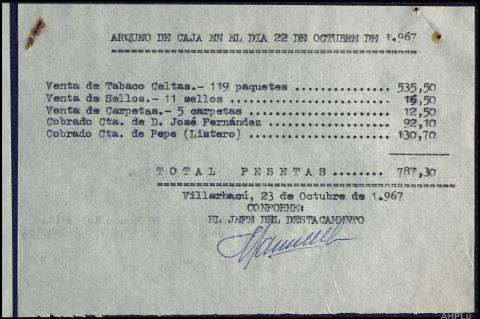 ARQUEO DE CAJA EN EL DIA 22 DE OCTUBRE DE 1.967
Venta de Tabaco Celtas.- 119 paquetes ................ 535,50
Venta de Sellos.- 11 sellos .......................... 16,50
Venta de Carpetas.- 5 carpetas ....................... 12,50
Cobrado Cta. de D. José Fernández .................... 92,10
Cobrado Cta. de Pepe (Listero) ....................... 130,70
TOTAL PESETAS........ 787,30
Villarbacú, 23 de Octubre de 1.967
CONFORME:
EL JEFE DEL DESTACAMENTO
AHPLu